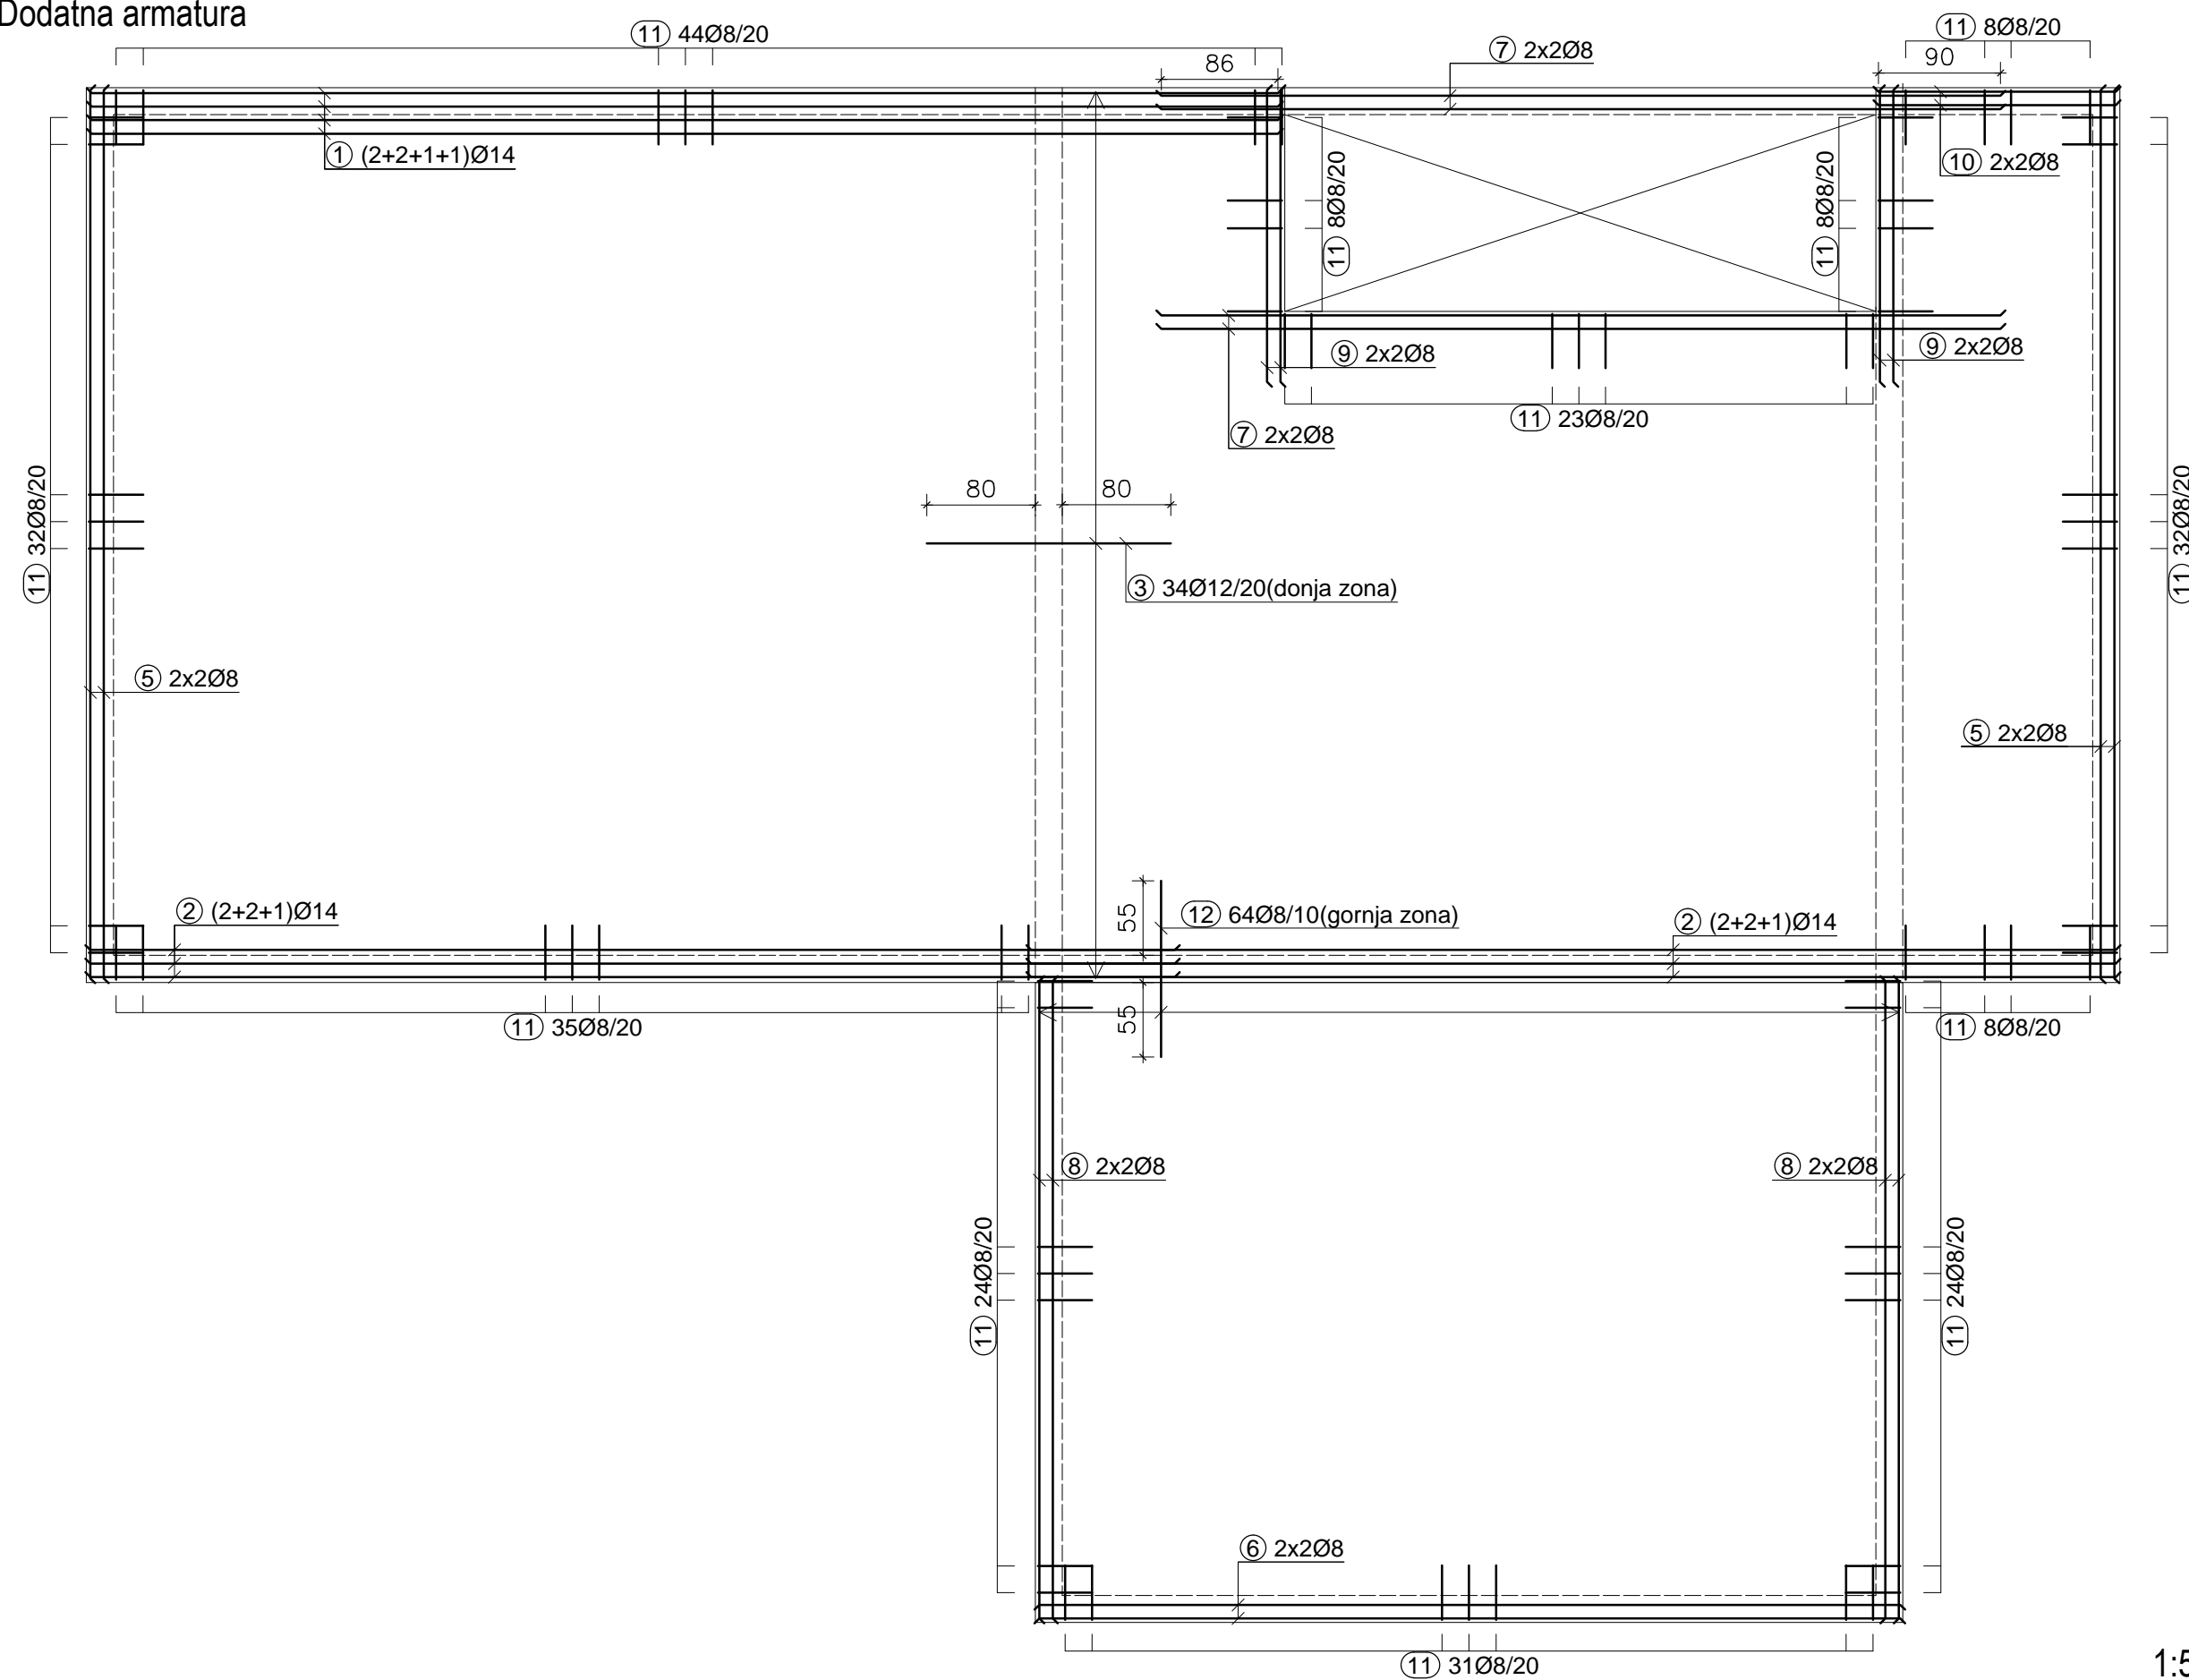 Dodatna armatura
11 44Ø8/20
11 8Ø8/20
7 2x2Ø8
86
90
1 (2+2+1+1)Ø14
10 2x2Ø8
11 8Ø8/20
11 8Ø8/20
9 2x2Ø8
9 2x2Ø8
11 23Ø8/20
7 2x2Ø8
11 32Ø8/20
80
80
11 32Ø8/20
3 34Ø12/20(donja zona)
5 2x2Ø8
5 2x2Ø8
2 (2+2+1)Ø14
55
12 64Ø8/10(gornja zona)
2 (2+2+1)Ø14
11 35Ø8/20
55
11 8Ø8/20
8 2x2Ø8
8 2x2Ø8
11 24Ø8/20
11 24Ø8/20
6 2x2Ø8
11 31Ø8/20